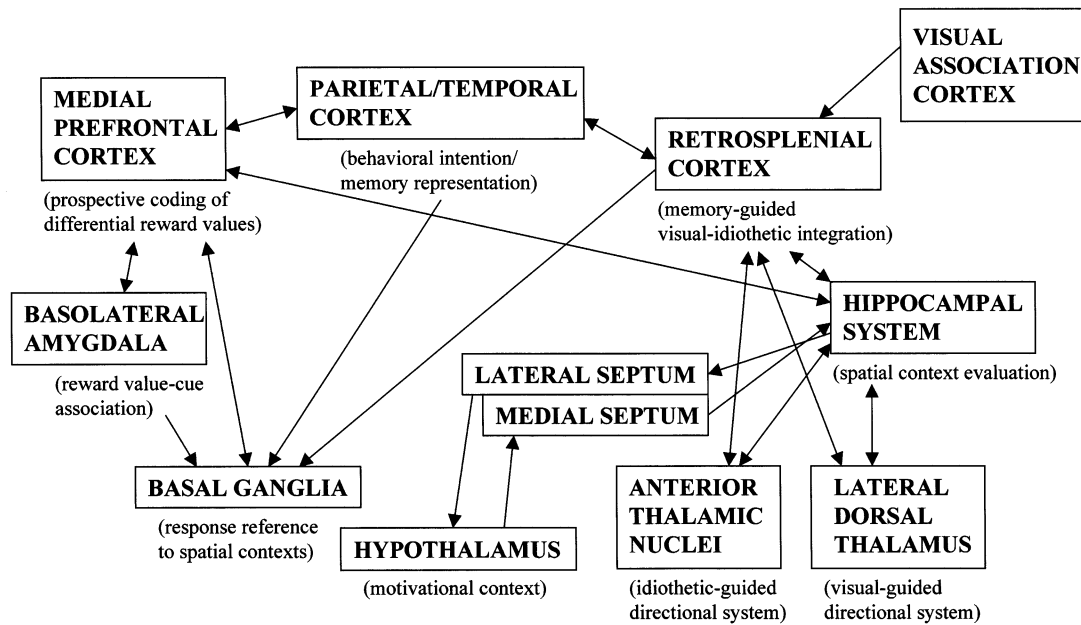 VISUAL
ASSOCIATION
CORTEX
MEDIAL
PREFRONTAL
CORTEX
(prospective coding of
differential reward values)
PARIETAL/TEMPORAL
CORTEX
(behavioral intention/
memory representation)
RETROSPLENIAL
CORTEX
(memory-guided
visual-idiothetic integration)
BASOLATERAL
AMYGDALA
(reward value-cue
association)
HIPPOCAMPAL
SYSTEM
(spatial context evaluation)
LATERAL SEPTUM
MEDIAL SEPTUM
BASAL GANGLIA
(response reference
to spatial contexts)
HYPOTHALAMUS
(motivational context)
ANTERIOR
THALAMIC
NUCLEI
(idiothetic-guided
directional system)
LATERAL
DORSAL
THALAMUS
(visual-guided
directional system)